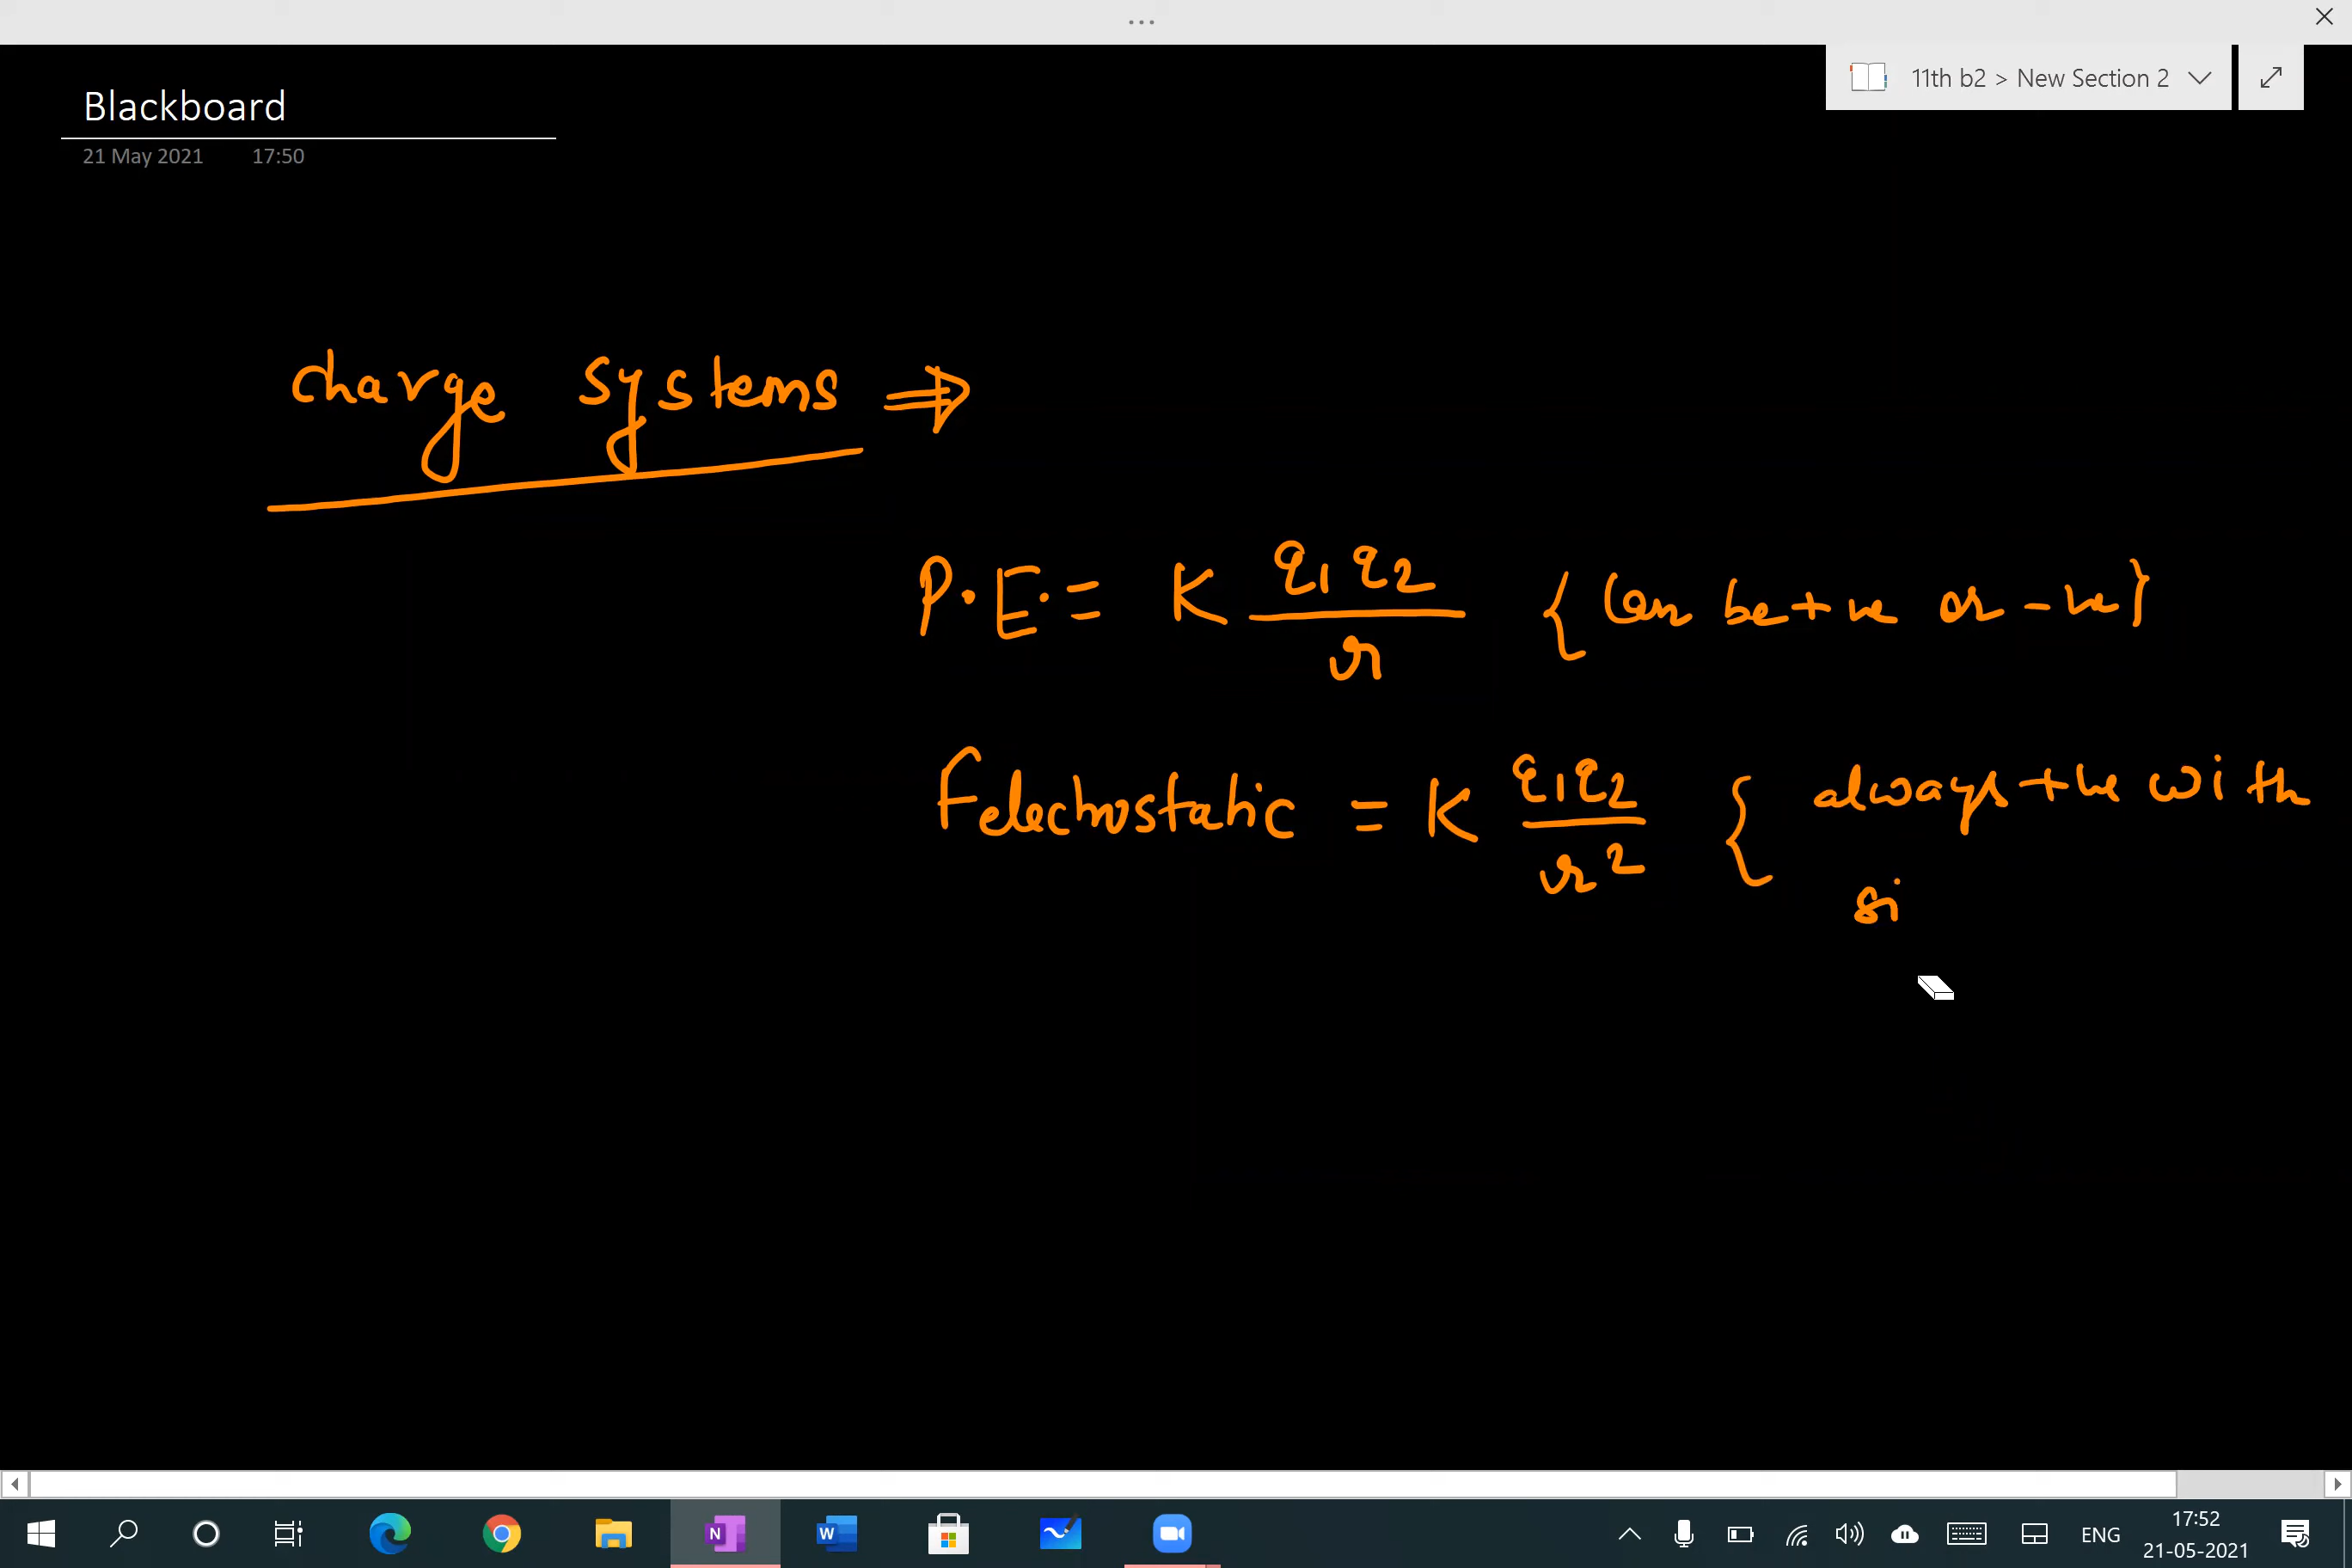 11th b2 > New Section 2
Blackboard
21 May 2021 17:50
charge systems ⇒
P.E. = K q1q2/r { Can be +ve or -ve}
Felectrostatic = K q1q2/r² { always +ve with
si
ENG
17:52
21-05-2021